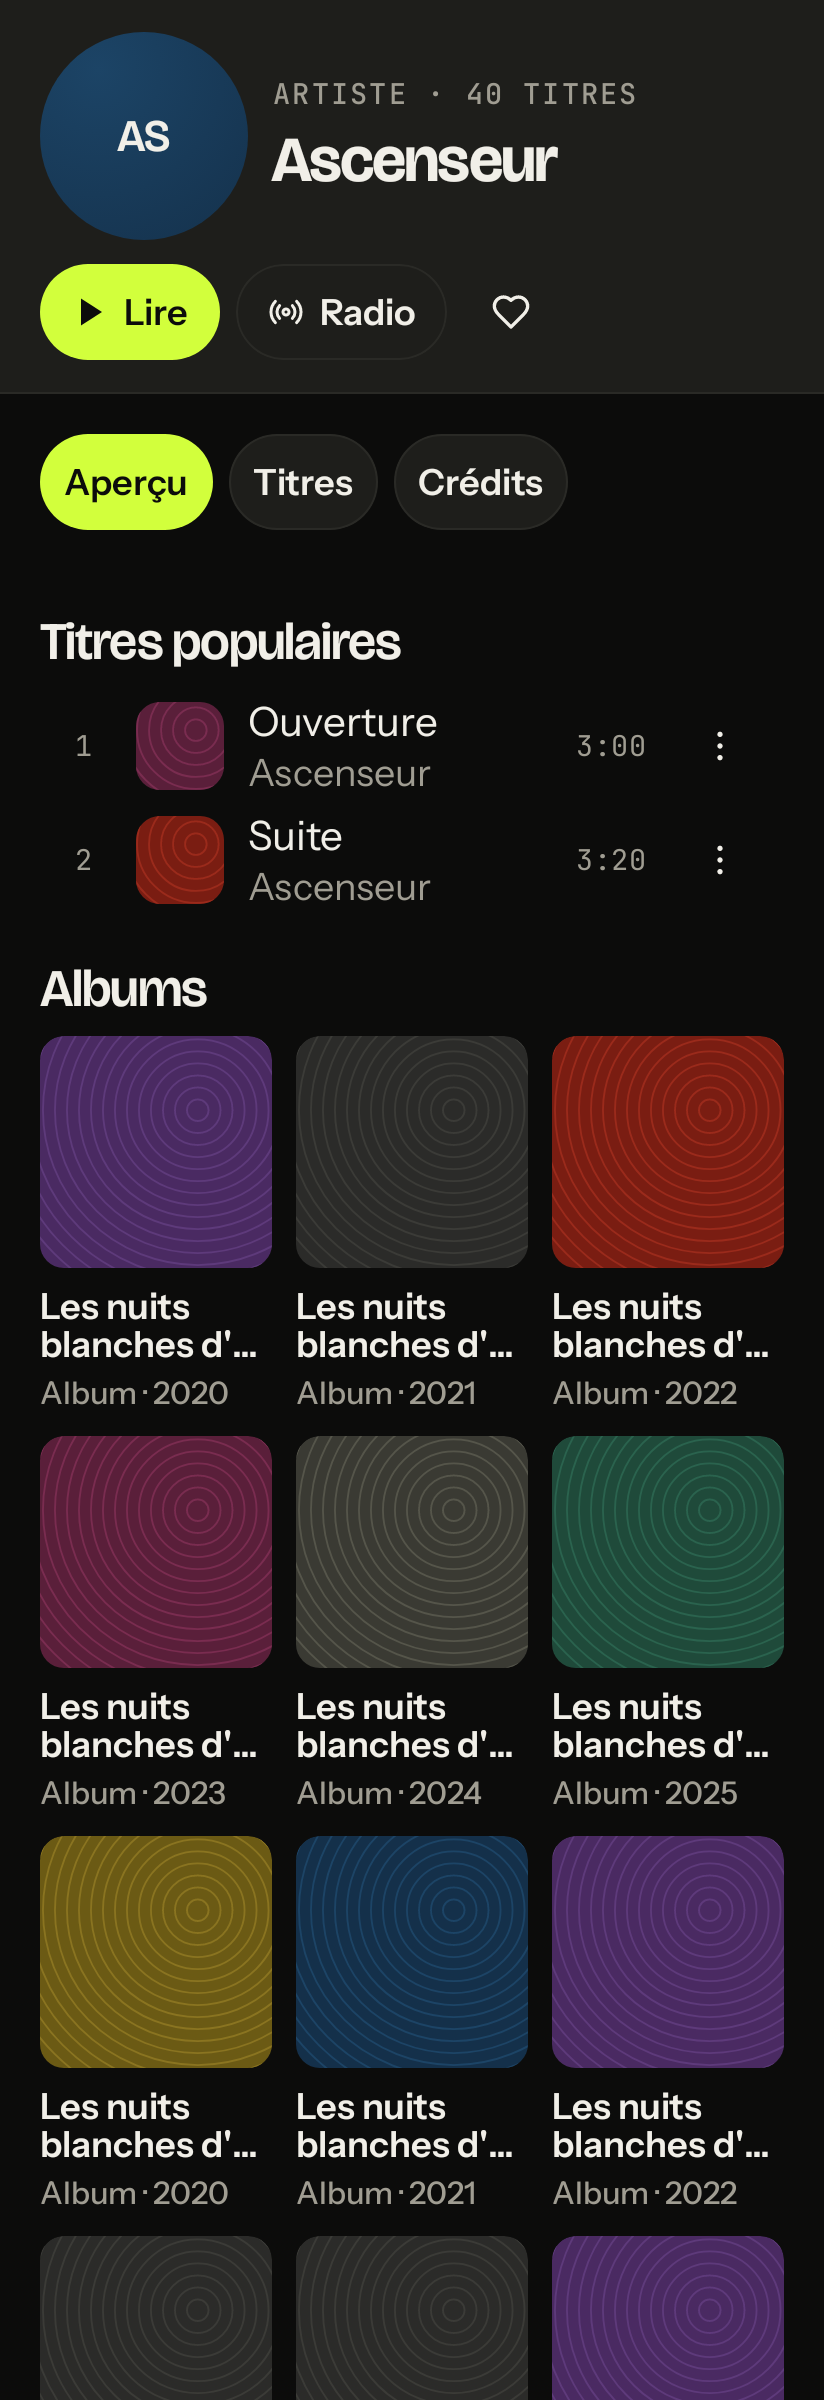 AS
ARTISTE · 40 TITRES
Ascenseur
Lire
Radio
Aperçu
Titres
Crédits
Titres populaires
1
Ouverture
Ascenseur
3:00
2
Suite
Ascenseur
3:20
Albums
Les nuits
blanches d'...
Album · 2020
Les nuits
blanches d'...
Album · 2021
Les nuits
blanches d'...
Album · 2022
Les nuits
blanches d'...
Album · 2023
Les nuits
blanches d'...
Album · 2024
Les nuits
blanches d'...
Album · 2025
Les nuits
blanches d'...
Album · 2020
Les nuits
blanches d'...
Album · 2021
Les nuits
blanches d'...
Album · 2022